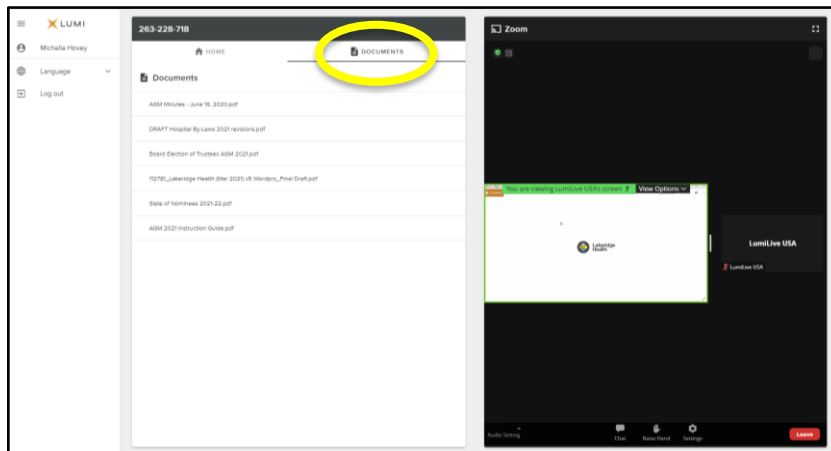 LUMI
Michelle Hovey
Language
Log out
263-228-718
HOME
DOCUMENTS
Documents
AGM Minutes - June 18, 2020.pdf
DRAFT Hospital By-Laws 2021 revisions.pdf
Board Election of Trustees AGM 2021.pdf
112781_Lakeridge Health (Mar 2021) v5 Wordpro_Final Draft.pdf
Slate of Nominees 2021-22.pdf
AGM 2021 Instruction Guide.pdf
Zoom
You are viewing LumiLive USA's screen
View Options
Lakeridge
Health
LumiLive USA
LumiLive USA
Audio Setting
Chat
Raise Hand
Settings
Leave